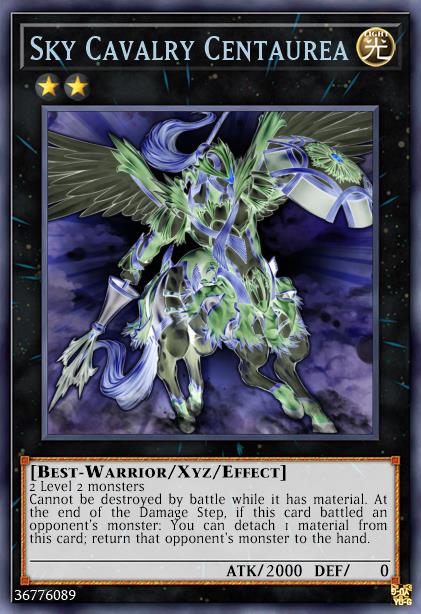 SKY CAVALRY CENTAUREA
LIGHT
光
[BEST-WARRIOR/XYZ/EFFECT]
2 Level 2 monsters
Cannot be destroyed by battle while it has material. At
the end of the Damage Step, if this card battled an
opponent's monster: You can detach 1 material from
this card; return that opponent's monster to the hand.
ATK/2000 DEF/ 0
36776089